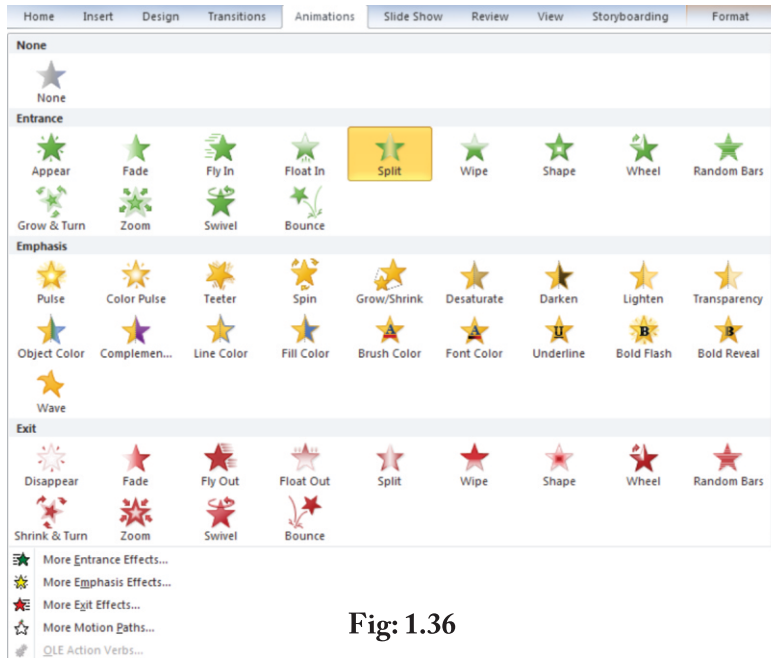 Home Insert Design Transitions Animations Slide Show Review View Storyboarding Format
None
None
Entrance
Appear Fade Fly In Float In Split Wipe Shape Wheel Random Bars
Grow & Turn Zoom Swivel Bounce
Emphasis
Pulse Color Pulse Teeter Spin Grow/Shrink Desaturate Darken Lighten Transparency
Object Color Complemen... Line Color Fill Color Brush Color Font Color Underline Bold Flash Bold Reveal
Wave
Exit
Disappear Fade Fly Out Float Out Split Wipe Shape Wheel Random Bars
Shrink & Turn Zoom Swivel Bounce
More Entrance Effects...
More Emphasis Effects...
More Exit Effects...
More Motion Paths...
OLE Action Verbs...
Fig: 1.36